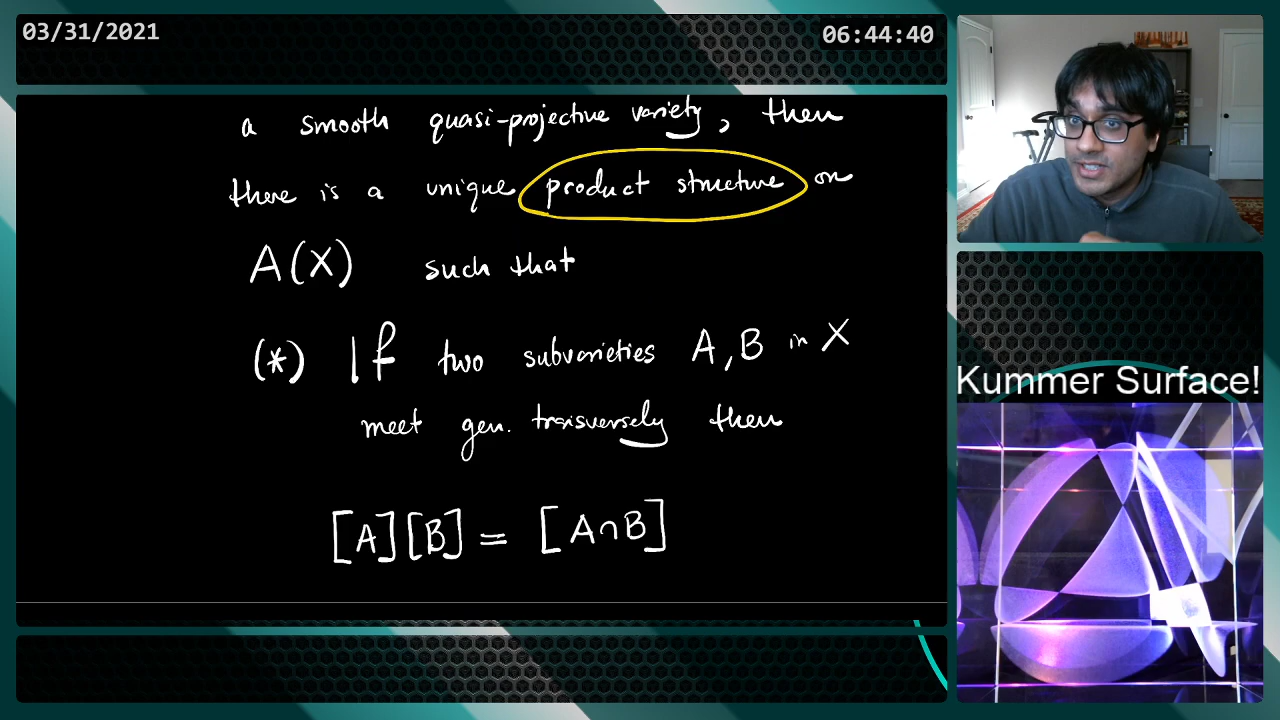 03/31/2021
06:44:40
a smooth quasi-projective variety, then
there is a unique product structure on
A(X) such that
(*) If two subvarieties A, B in X
meet gen. transversely then
[A][B] = [A∩B]
Kummer Surface!